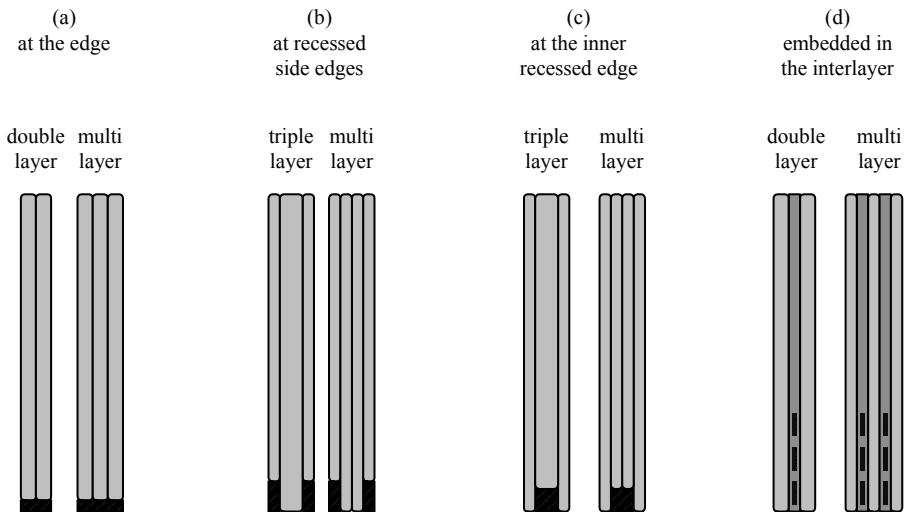 (a)
at the edge
(b)
at recessed
side edges
(c)
at the inner
recessed edge
(d)
embedded in
the interlayer
double
layer
multi
layer
triple
layer
multi
layer
triple
layer
multi
layer
double
layer
multi
layer